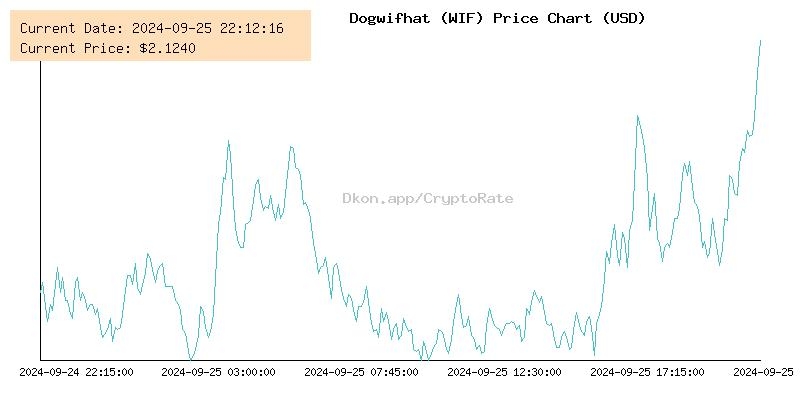 Dogwifhat (WIF) Price Chart (USD)
Current Date: 2024-09-25 22:12:16
Current Price: $2.1240
Dkon.app/CryptoRate
2024-09-24 22:15:00 2024-09-25 03:00:00 2024-09-25 07:45:00 2024-09-25 12:30:00 2024-09-25 17:15:00 2024-09-25